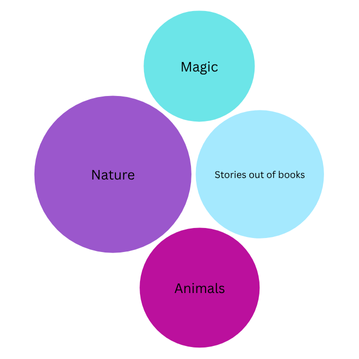 Magic
Nature
Stories out of books
Animals